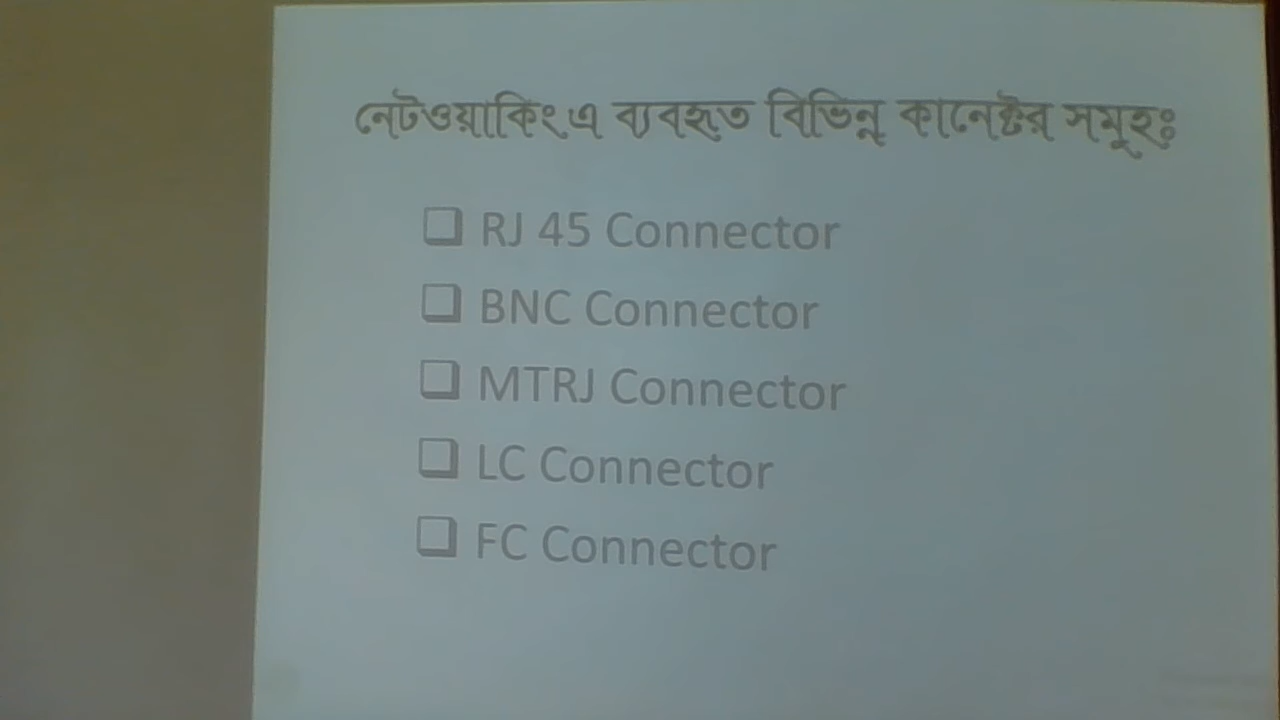 নেটওয়াকিং এ ব্যবহৃত বিভিন্ন কানেক্টর সমূহঃ
RJ 45 Connector
BNC Connector
MTRJ Connector
LC Connector
FC Connector